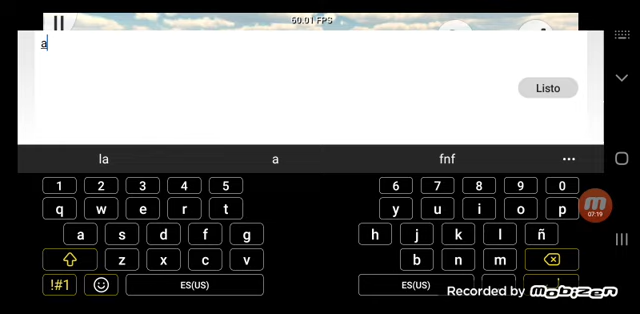 60.01 FPS
a
Listo
la a fnf
1 2 3 4 5 6 7 8 9 0
q w e r t y u i o p
07:19
a s d f g h j k l ñ
z x c v b n m
!#1 ES(US) ES(US)
Recorded by MOBIZEN